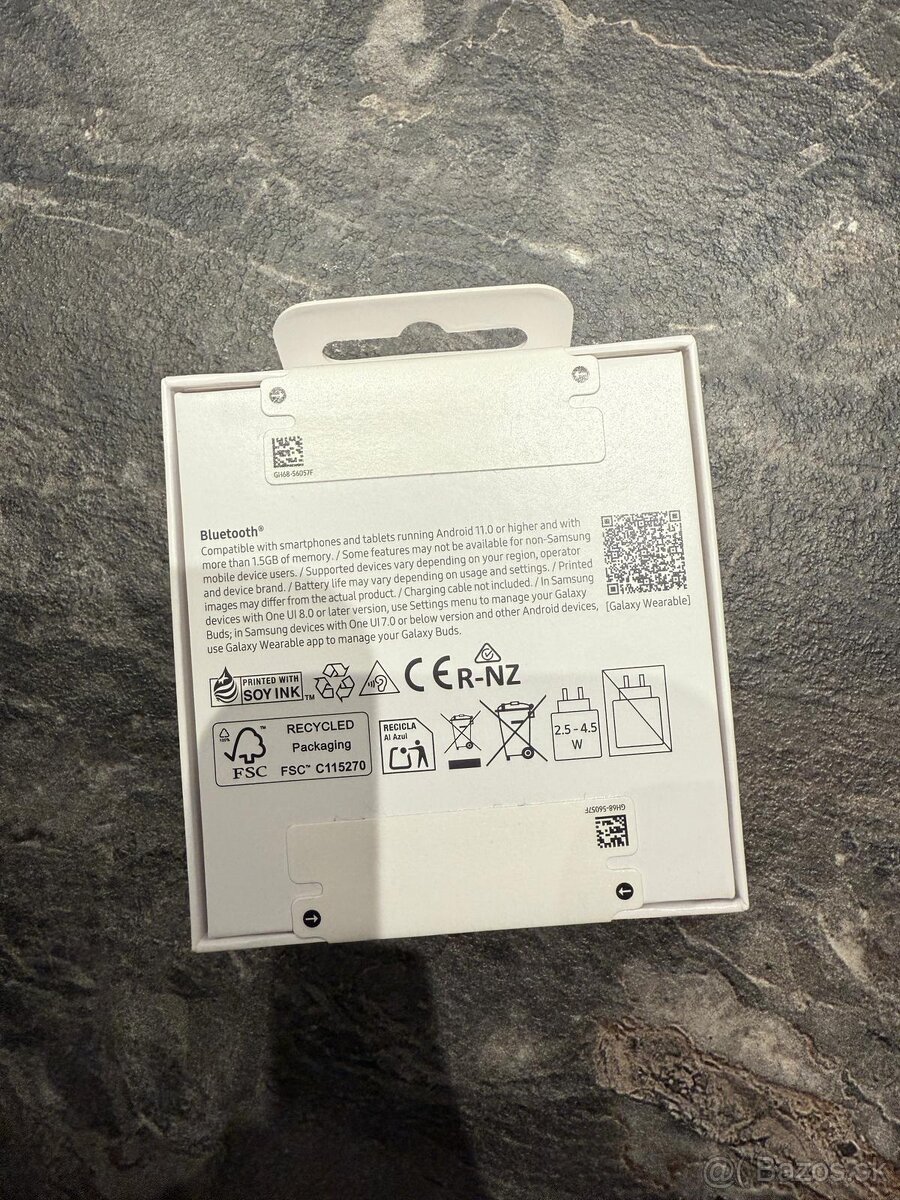 GH68-56057F
Bluetooth®
Compatible with smartphones and tablets running Android 11.0 or higher and with
more than 1.5GB of memory. / Some features may not be available for non-Samsung
mobile device users. / Supported devices vary depending on your region, operator
and device brand. / Battery life may vary depending on usage and settings. / Printed
images may differ from the actual product. / Charging cable not included. / In Samsung
devices with One UI 8.0 or later version, use Settings menu to manage your Galaxy
Buds; in Samsung devices with One UI 7.0 or below version and other Android devices,
use Galaxy Wearable app to manage your Galaxy Buds.
[Galaxy Wearable]
PRINTED WITH
SOY INK™
CE R-NZ
100%
™
FSC
RECYCLED
Packaging
FSC™ C115270
RECICLA
Al Azul
2.5 – 4.5
W
GH68-56057F
@( Bazos.sk